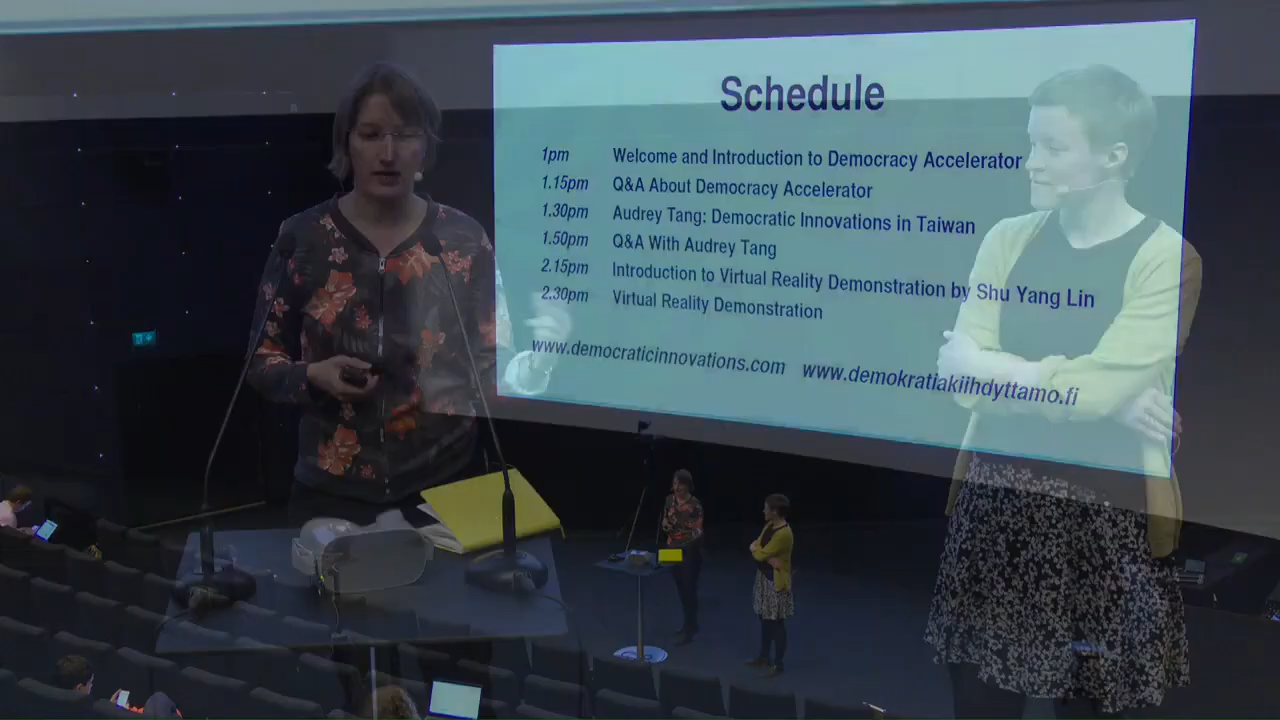 Schedule
1pm Welcome and Introduction to Democracy Accelerator
1.15pm Q&A About Democracy Accelerator
1.30pm Audrey Tang: Democratic Innovations in Taiwan
1.50pm Q&A With Audrey Tang
2.15pm Introduction to Virtual Reality Demonstration by Shu Yang Lin
2.30pm Virtual Reality Demonstration
www.democraticinnovations.com www.demokratiakiihdyttamo.fi